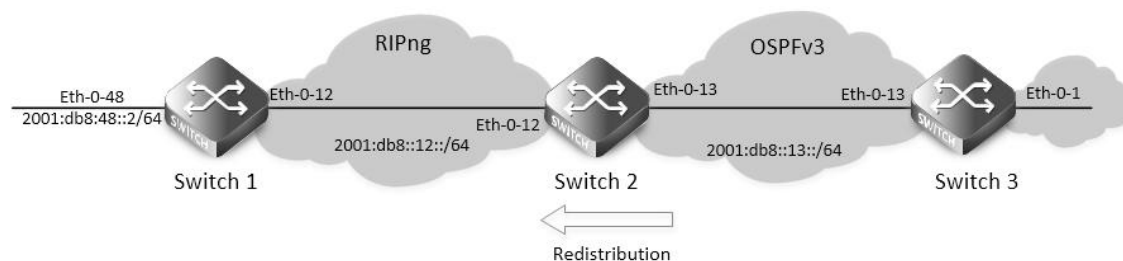 RIPng
OSPFv3
Eth-0-48
Eth-0-12
Eth-0-13
Eth-0-13
Eth-0-1
2001:db8:48::2/64
SWITCH
Eth-0-12
SWITCH
SWITCH
2001:db8::12::/64
2001:db8::13::/64
Switch 1
Switch 2
Switch 3
Redistribution